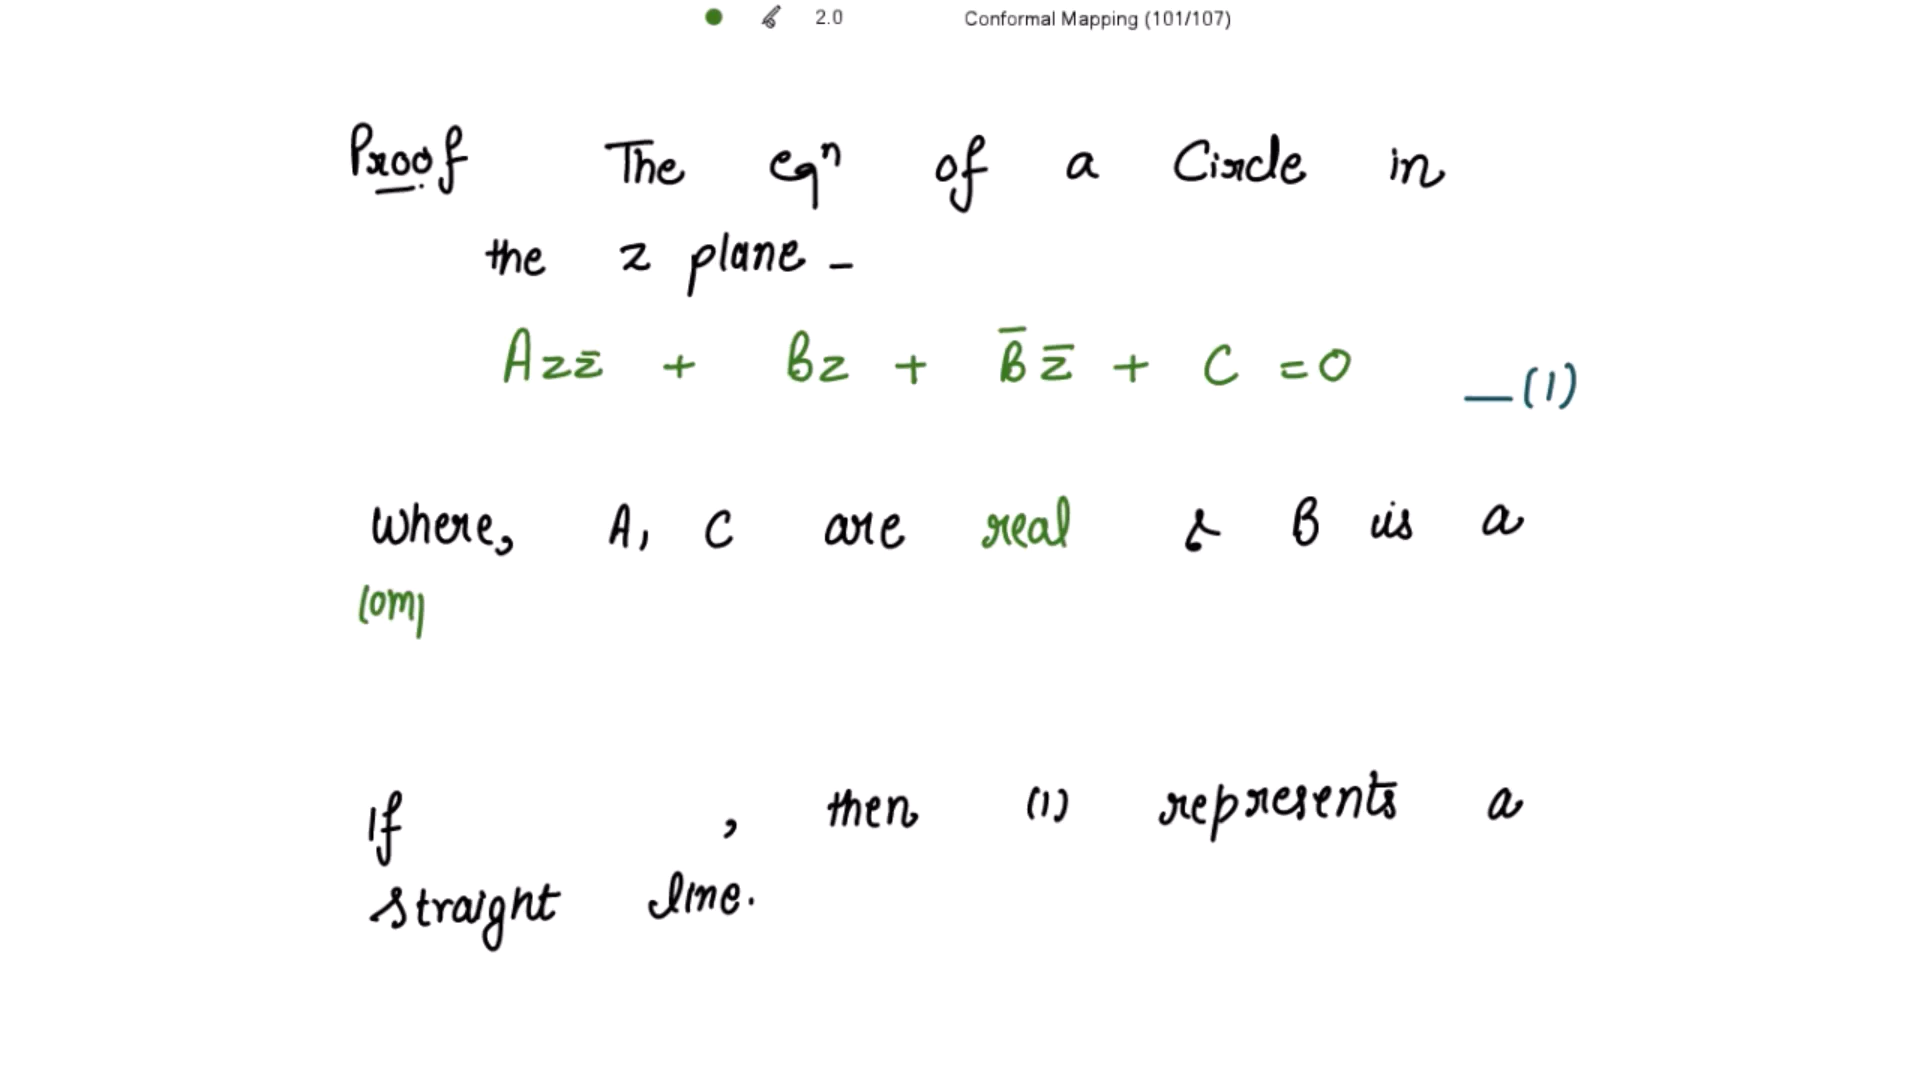 2.0 Conformal Mapping (101/107)
Proof The eqⁿ of a Circle in
the z plane –
Azz̄ + Bz + B̄z̄ + C = 0 —(1)
where, A, C are real & B is a
com
If , then (1) represents a
straight line.